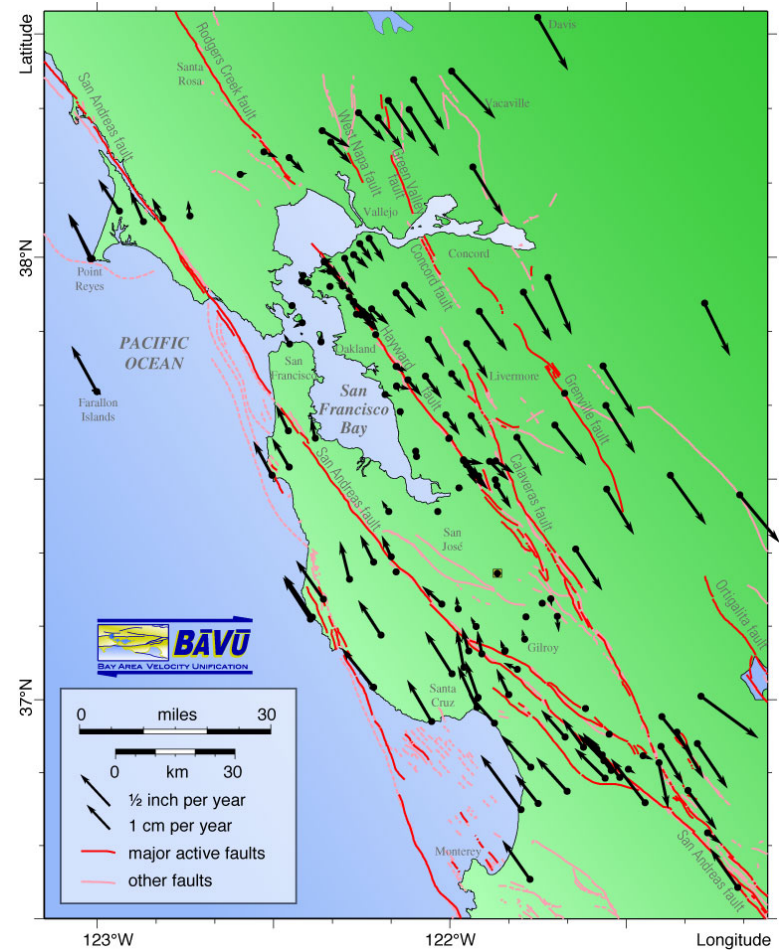 Latitude
Davis
Rodgers Creek fault
Santa
Rosa
San Andreas fault
Vacaville
West Napa fault
Green Valley
fault
Vallejo
38°N
Concord
Concord fault
Point
Reyes
PACIFIC
OCEAN
Oakland
Hayward
fault
San
Francisco
Livermore
Grenville fault
San
Francisco
Bay
Farallon
Islands
San Andreas fault
Calaveras fault
San
José
Ortigalita fault
BĀVŪ
BAY AREA VELOCITY UNIFICATION
Gilroy
37°N
Santa
Cruz
0 miles 30
0 km 30
½ inch per year
1 cm per year
major active faults
other faults
San Andreas fault
Monterey
123°W
122°W
Longitude